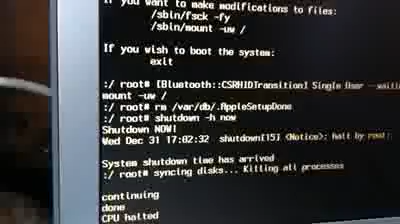 If you want to make modifications to files:
/sbin/fsck -fy
/sbin/mount -uw /
If you wish to boot the system:
exit
:/ root# [Bluetooth::CSRHIDTransition] Single User --
mount -uw /
:/ root# rm /var/db/.AppleSetupDone
:/ root# shutdown -h now
Shutdown NOW!
Wed Dec 31 17:02:32 shutdown[15] <Notice>: halt by root:
System shutdown time has arrived
:/ root# syncing disks... Killing all processes
continuing
done
CPU halted